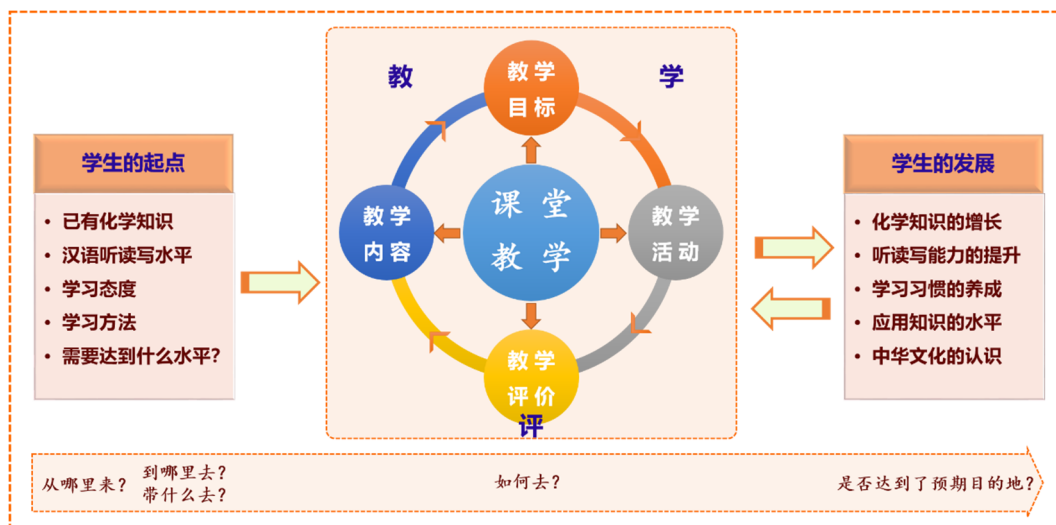 学生的起点
• 已有化学知识
• 汉语听读写水平
• 学习态度
• 学习方法
• 需要达到什么水平？
教
学
教学
目标
课堂
教学
教学
内容
教学
活动
教学
评价
评
学生的发展
• 化学知识的增长
• 听读写能力的提升
• 学习习惯的养成
• 应用知识的水平
• 中华文化的认识
从哪里来？
到哪里去？
带什么去？
如何去？
是否达到了预期目的地？